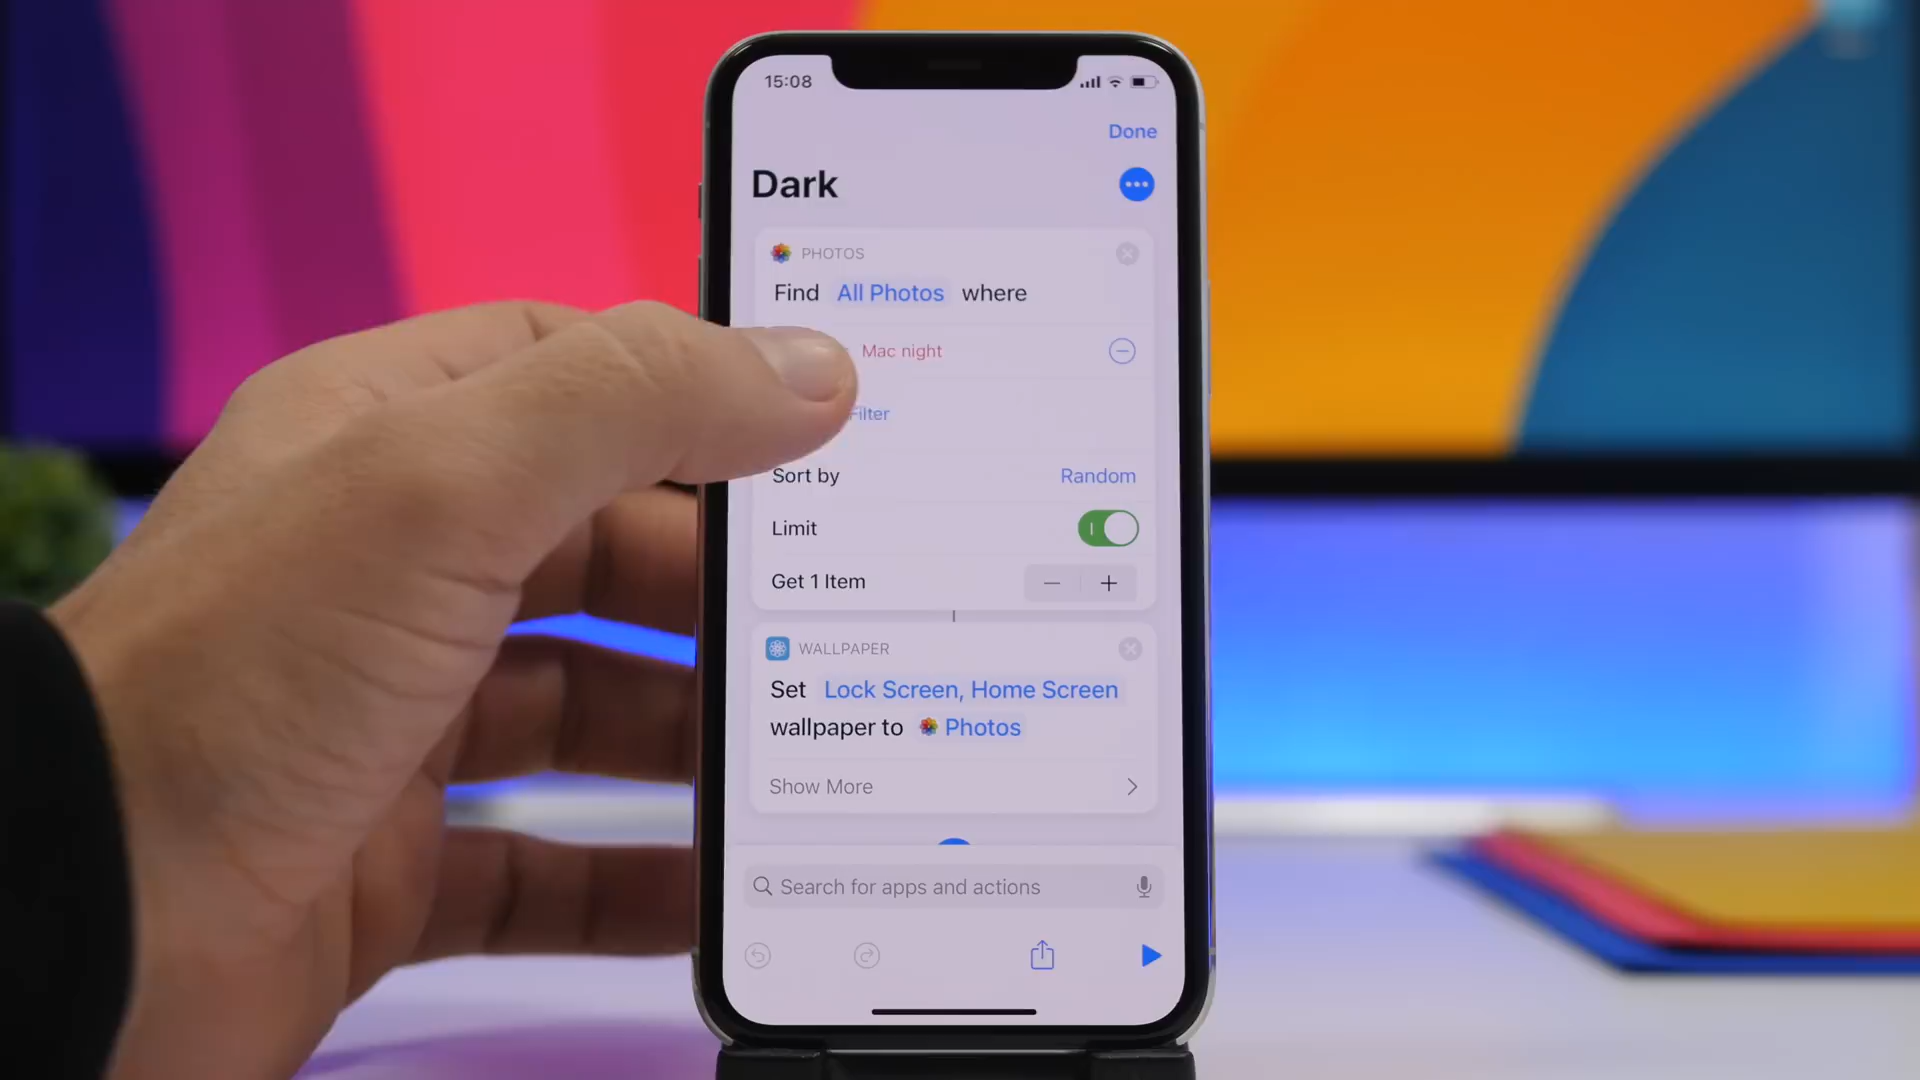 15:08
Done
Dark
PHOTOS
Find All Photos where
Mac night
Filter
Sort by Random
Limit
Get 1 Item
WALLPAPER
Set Lock Screen, Home Screen
wallpaper to Photos
Show More
Search for apps and actions